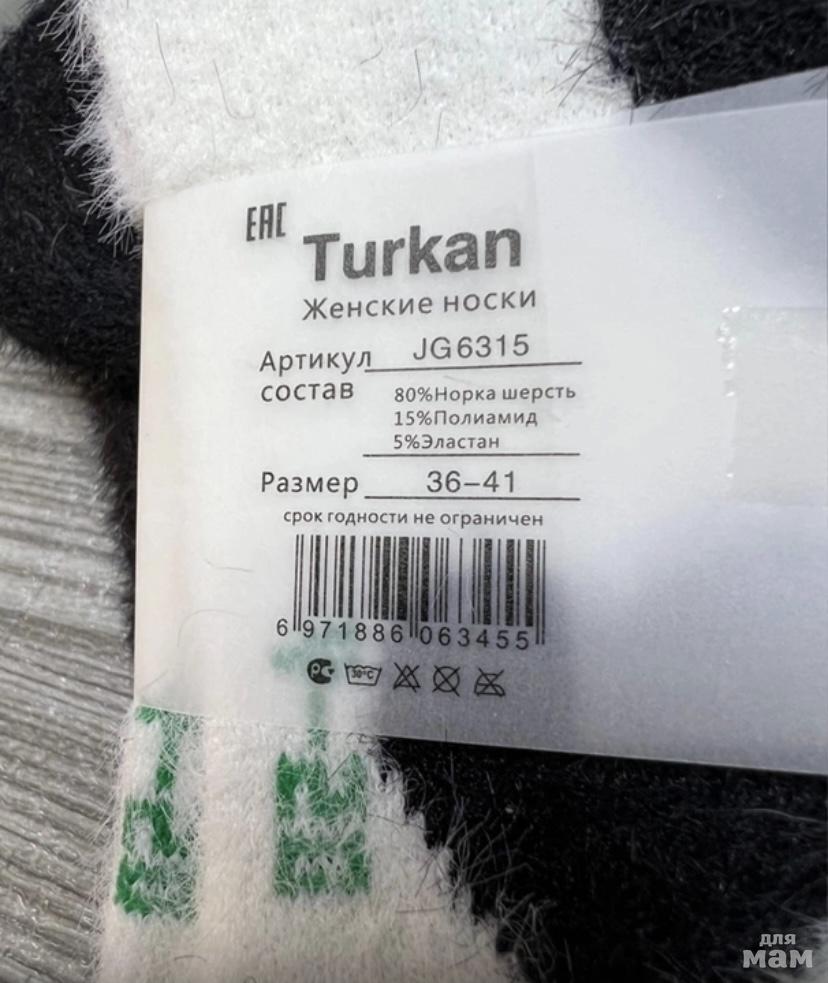 EAC
Turkan
Женские носки
Артикул JG6315
состав 80%Норка шерсть
15%Полиамид
5%Эластан
Размер 36-41
срок годности не ограничен
6 971886 063455
РС 30°C
для
мам